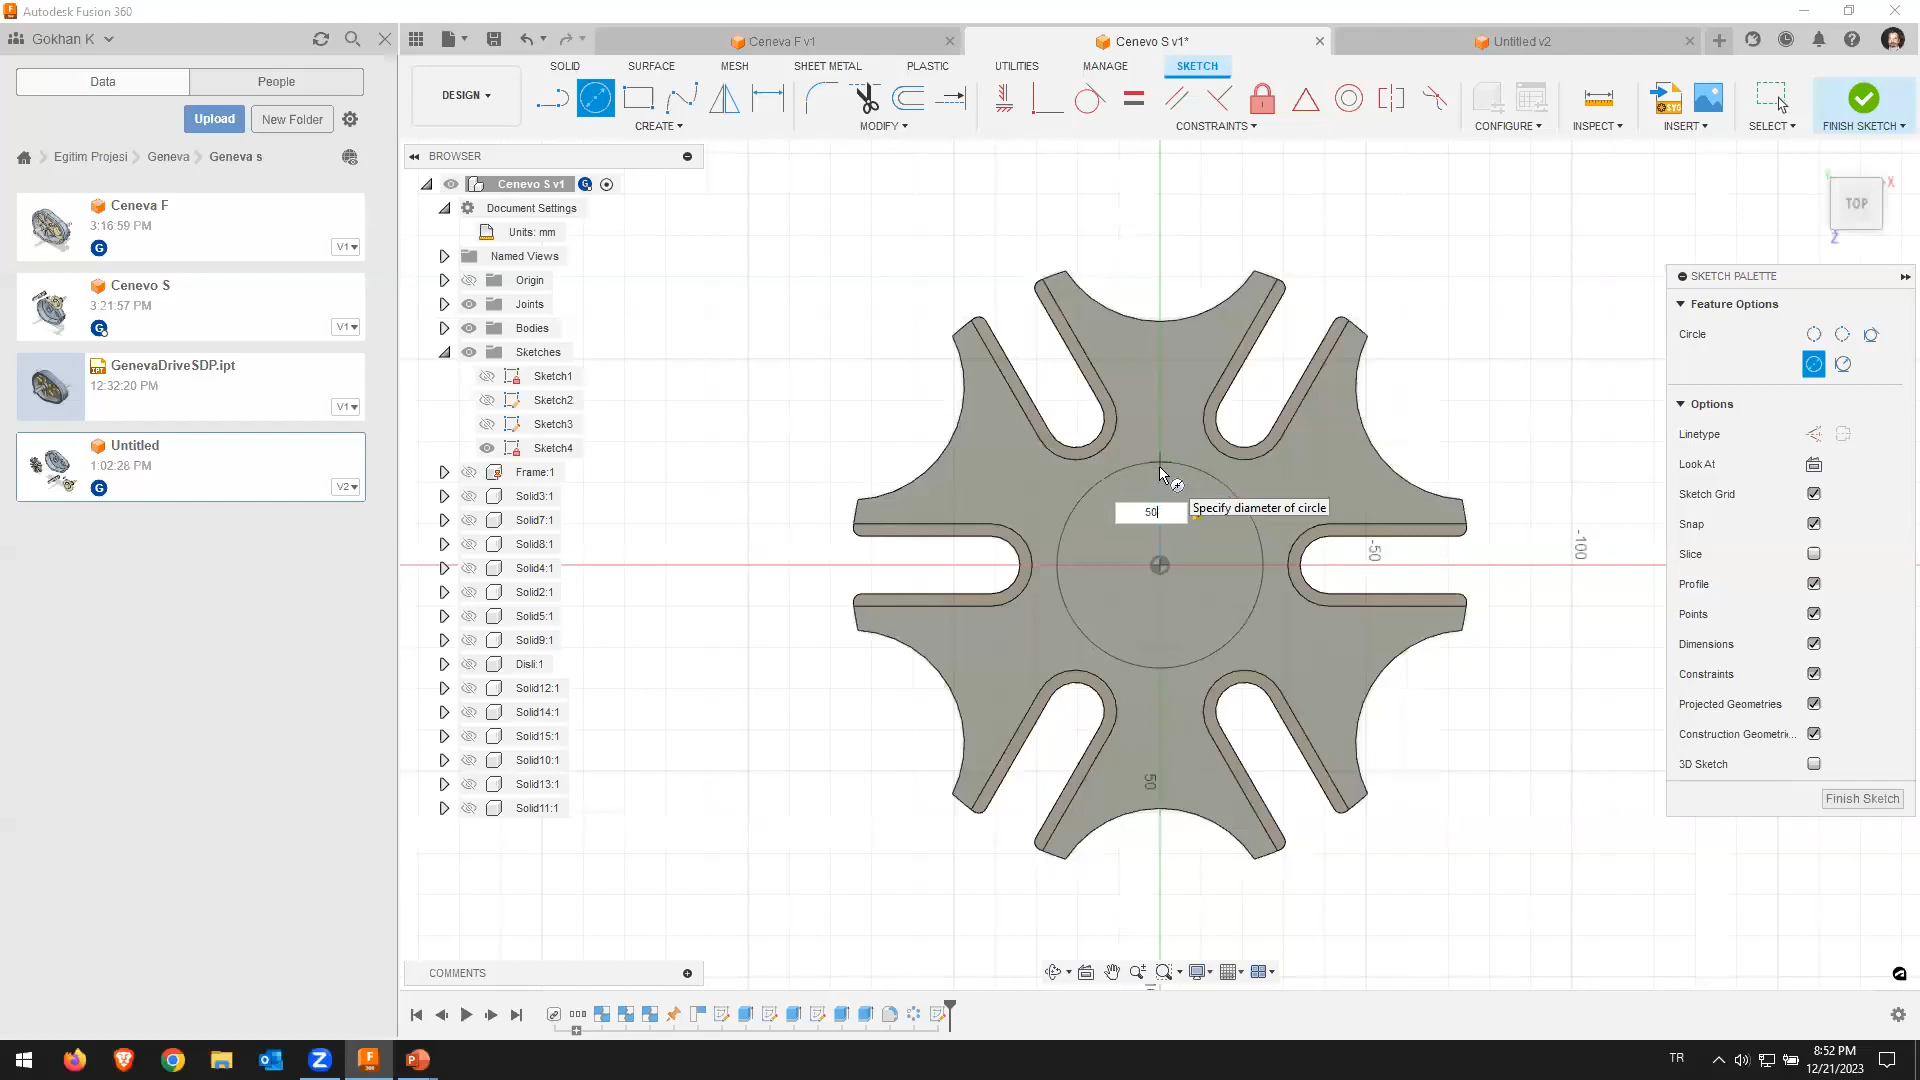 Autodesk Fusion 360
Gokhan K
Ceneva F v1
Cenevo S v1*
Untitled v2
Data
People
Upload
New Folder
Egitim Projesi
Geneva
Geneva s
Ceneva F
3:16:59 PM
V1
Cenevo S
3:21:57 PM
V1
GenevaDriveSDP.ipt
12:32:20 PM
V1
Untitled
1:02:28 PM
V2
DESIGN
SOLID
SURFACE
MESH
SHEET METAL
PLASTIC
UTILITIES
MANAGE
SKETCH
CREATE
MODIFY
CONSTRAINTS
CONFIGURE
INSPECT
INSERT
SELECT
FINISH SKETCH
BROWSER
Cenevo S v1
Document Settings
Units: mm
Named Views
Origin
Joints
Bodies
Sketches
Sketch1
Sketch2
Sketch3
Sketch4
Frame:1
Solid3:1
Solid7:1
Solid8:1
Solid4:1
Solid2:1
Solid5:1
Solid9:1
Disli:1
Solid12:1
Solid14:1
Solid15:1
Solid10:1
Solid13:1
Solid11:1
50
Specify diameter of circle
-50
-100
50
TOP
X
Z
SKETCH PALETTE
Feature Options
Circle
Options
Linetype
Look At
Sketch Grid
Snap
Slice
Profile
Points
Dimensions
Constraints
Projected Geometries
Construction Geometri...
3D Sketch
Finish Sketch
COMMENTS
TR
8:52 PM
12/21/2023